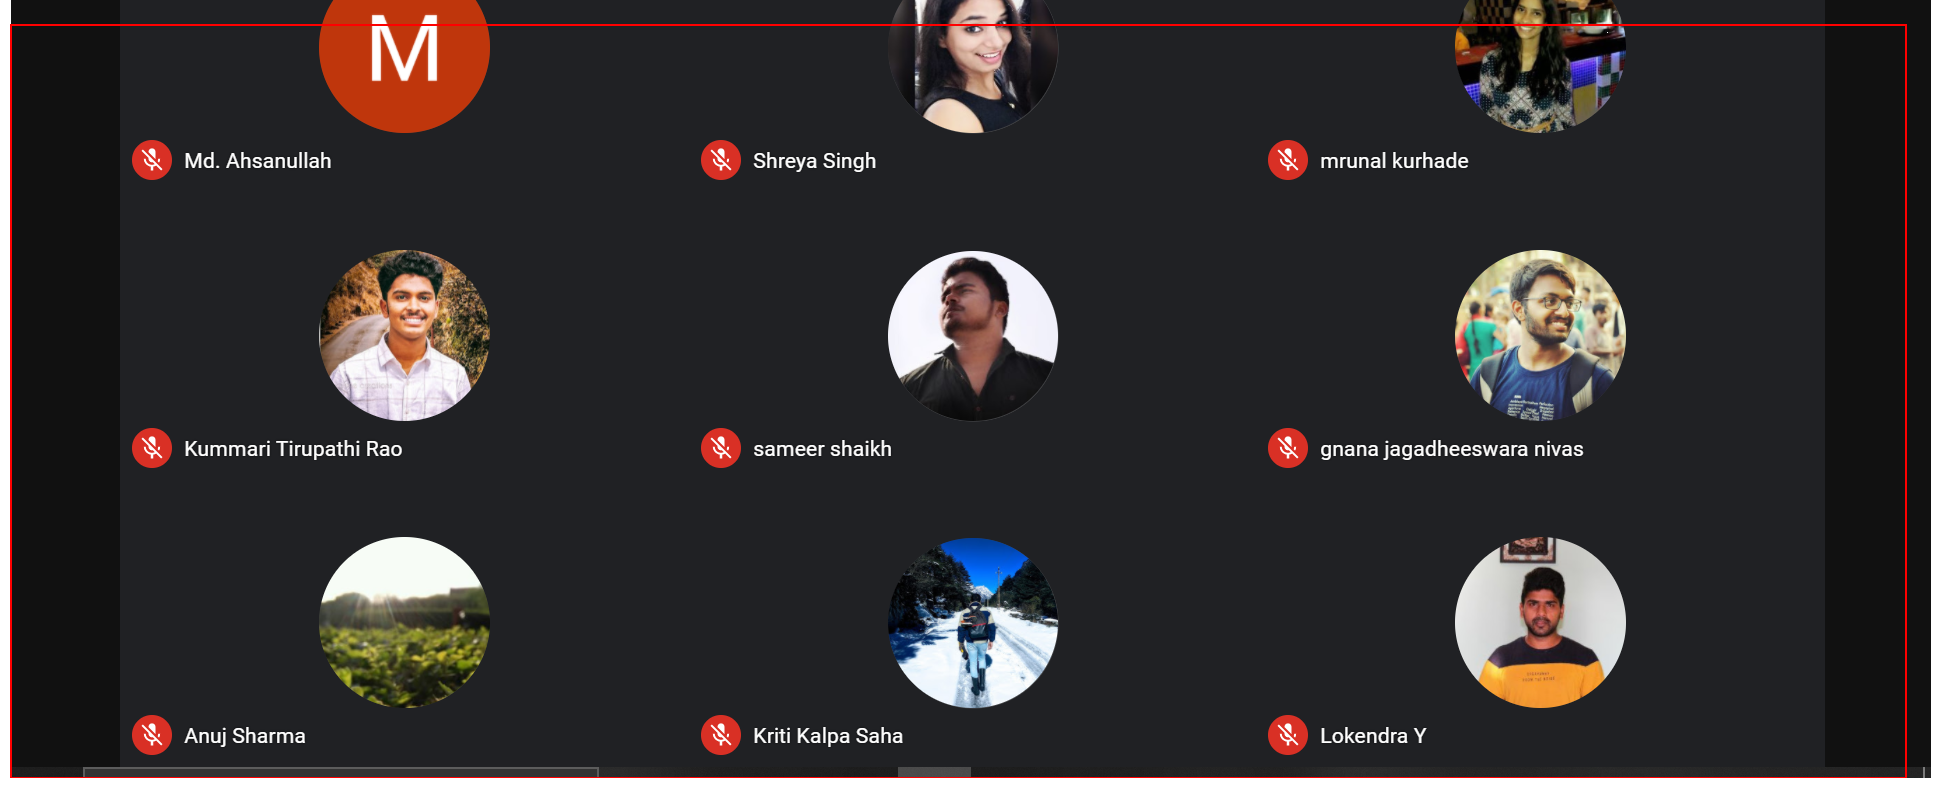 M
Md. Ahsanullah
Shreya Singh
mrunal kurhade
Kummari Tirupathi Rao
sameer shaikh
gnana jagadheeswara nivas
Anuj Sharma
Kriti Kalpa Saha
Lokendra Y